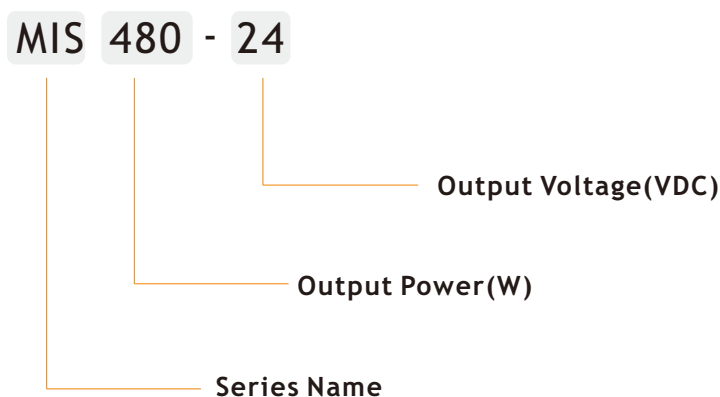 MIS 480 - 24
Output Voltage(VDC)
Output Power(W)
Series Name